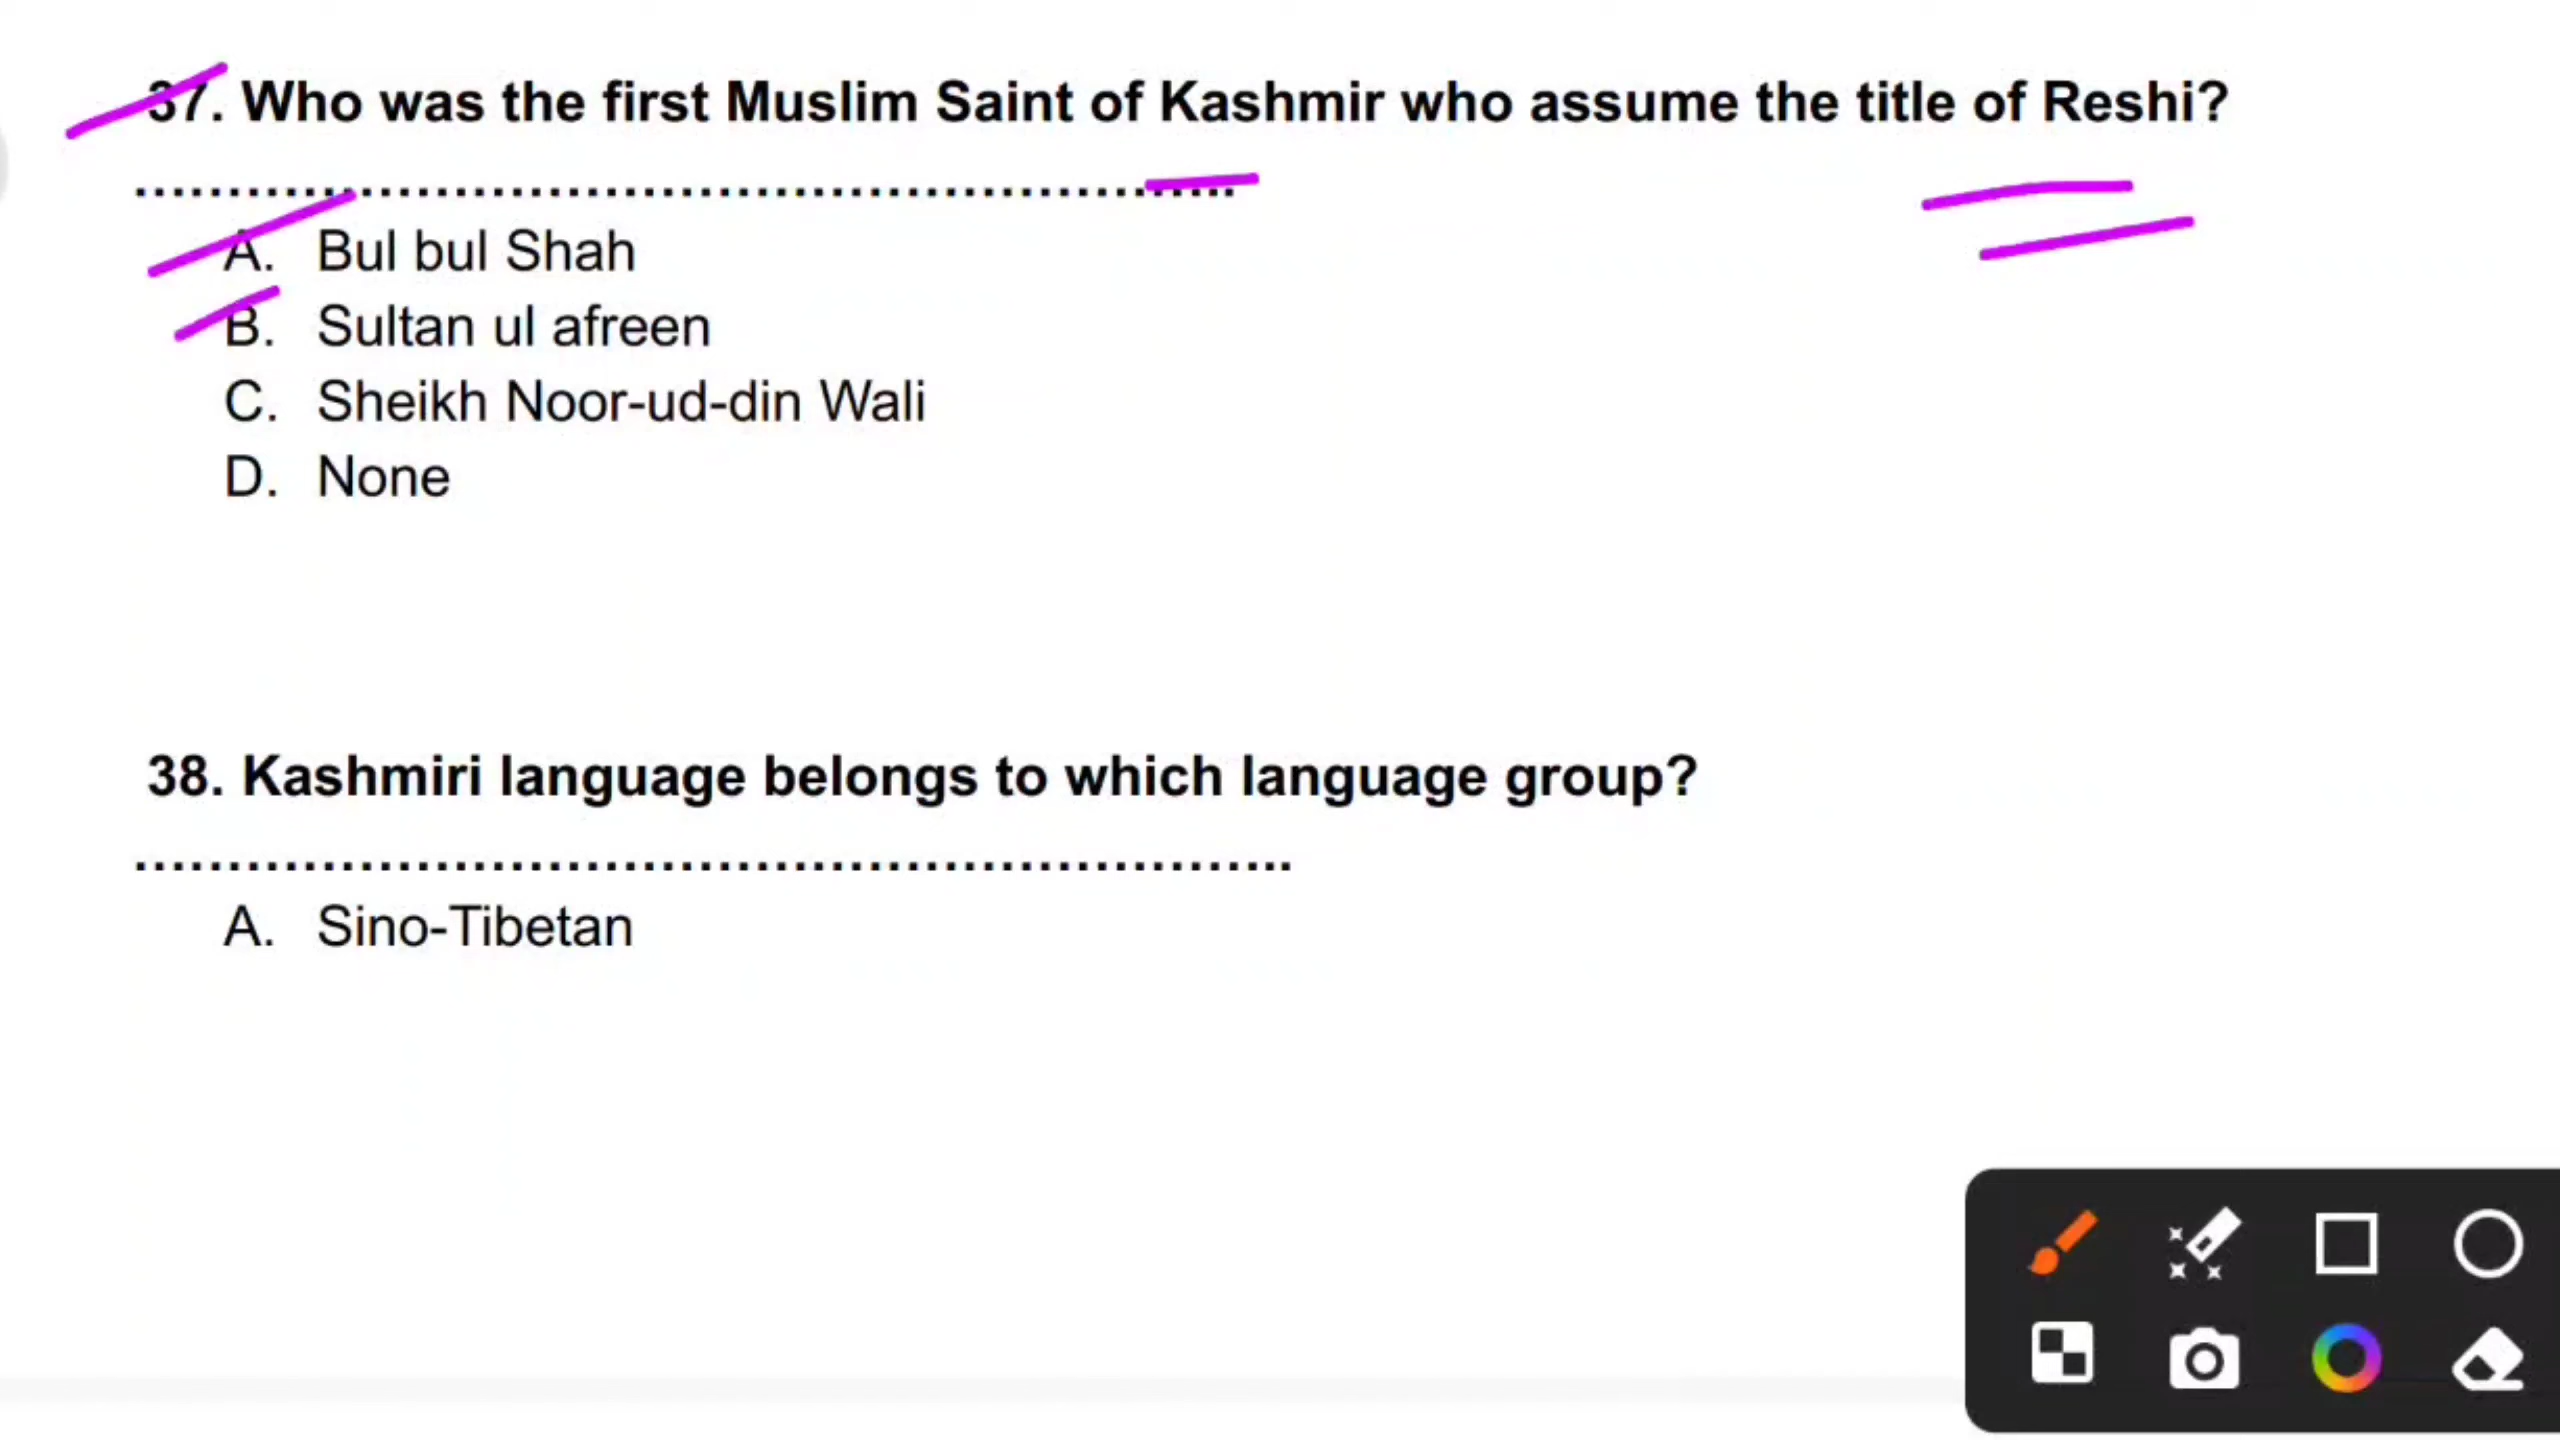 37. Who was the first Muslim Saint of Kashmir who assume the title of Reshi?
..............................................................
A. Bul bul Shah
B. Sultan ul afreen
C. Sheikh Noor-ud-din Wali
D. None
38. Kashmiri language belongs to which language group?
.................................................................
A. Sino-Tibetan